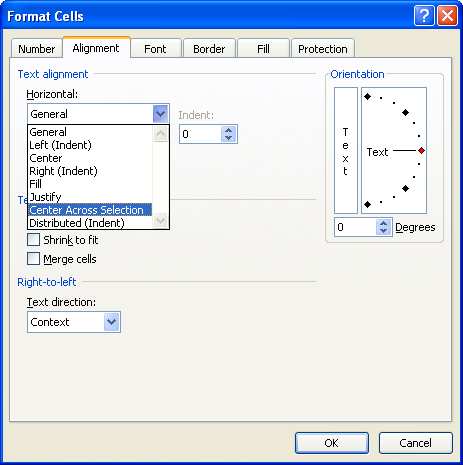 Format Cells
Number Alignment Font Border Fill Protection
Text alignment
Horizontal:
General
Indent:
0
General
Left (Indent)
Center
Right (Indent)
Fill
Justify
Center Across Selection
Distributed (Indent)
Te
Shrink to fit
Merge cells
Right-to-left
Text direction:
Context
Orientation
Text
Text
0 Degrees
OK Cancel